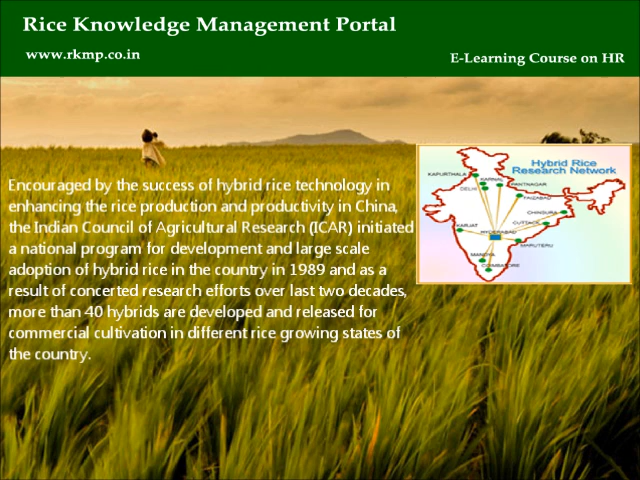 Rice Knowledge Management Portal
www.rkmp.co.in
E-Learning Course on HR
Encouraged by the success of hybrid rice technology in
enhancing the rice production and productivity in China,
the Indian Council of Agricultural Research (ICAR) initiated
a national program for development and large scale
adoption of hybrid rice in the country in 1989 and as a
result of concerted research efforts over last two decades,
more than 40 hybrids are developed and released for
commercial cultivation in different rice growing states of
the country.
Hybrid Rice
Research Network
KAPURTHALA
KARNAL
DELHI
PANTNAGAR
FAIZABAD
CHINSURA
CUTTACK
KARJAT
HYDERABAD
MARUTERU
MANDYA
COIMBATORE